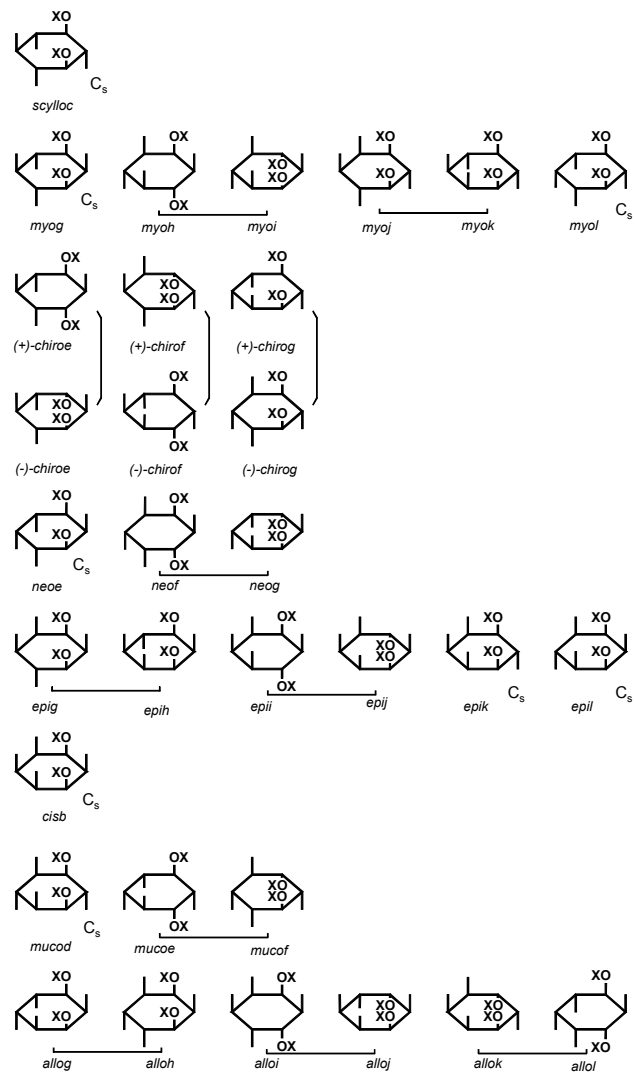 XO
XO
Cs
scylloc
XO OX XO XO XO
XO XO XO XO XO XO
Cs OX Cs
myog myoh myoi myoj myok myol
OX XO XO
OX XO XO
(+)-chiroe (+)-chirof (+)-chirog
XO OX XO
XO OX XO
(-)-chiroe (-)-chirof (-)-chirog
XO OX XO
XO OX XO
Cs
neoe neof neog
XO XO OX XO XO XO
XO XO OX XO XO XO
Cs Cs
epig epih epii epij epik epil
XO
XO
Cs
cisb
XO OX XO
XO OX XO
Cs
mucod mucoe mucof
XO XO OX XO XO XO
XO XO OX XO XO XO
allog alloh alloi alloj allok allol